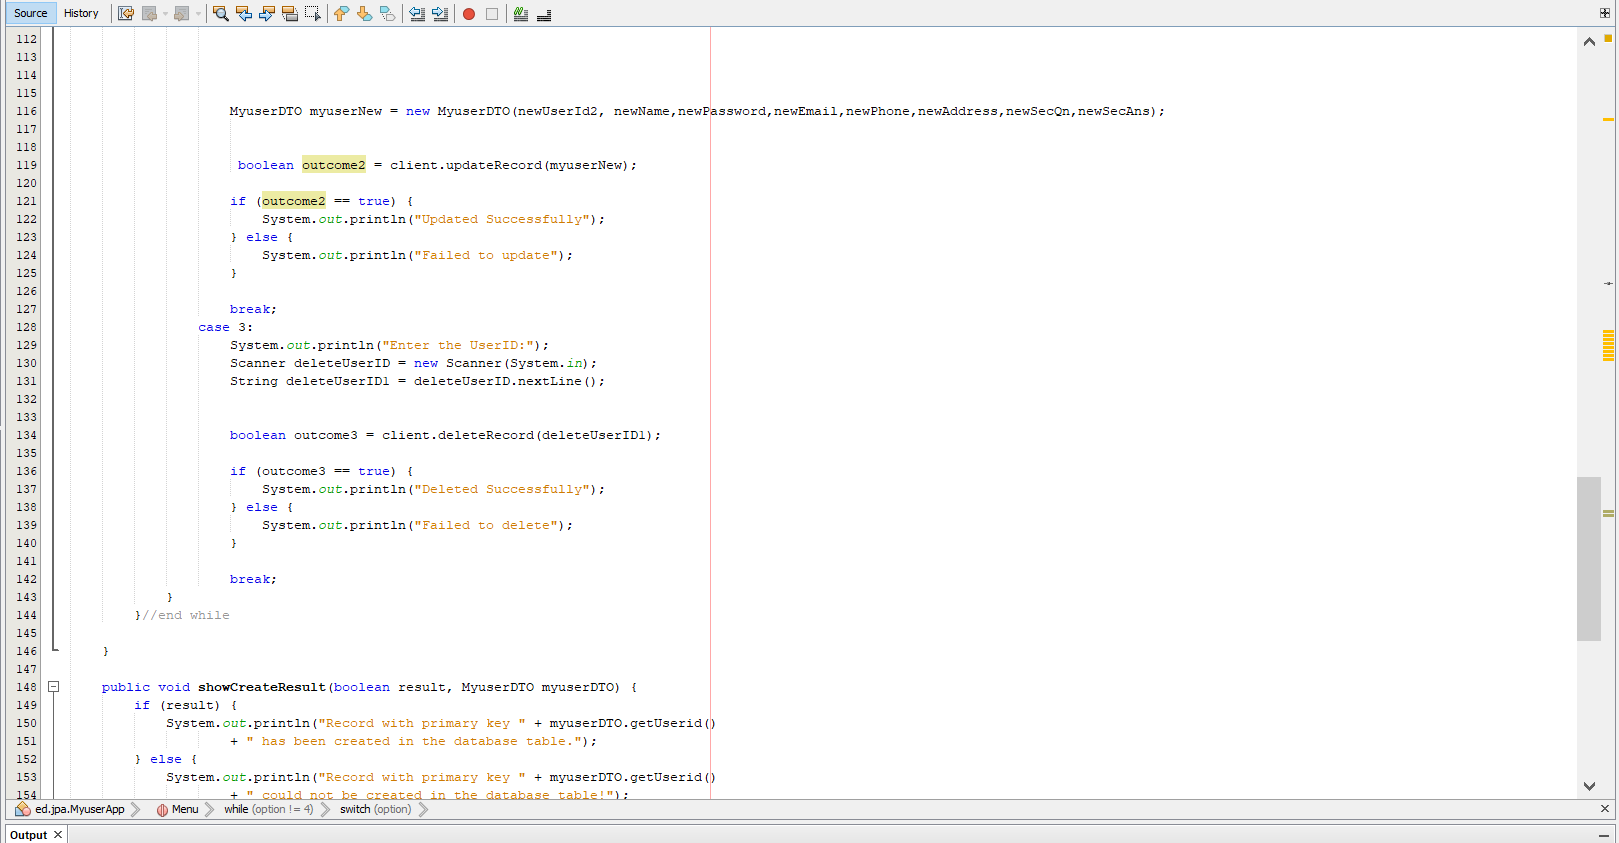 Source History
112
113
114
115
116 MyuserDTO myuserNew = new MyuserDTO(newUserId2, newName,newPassword,newEmail,newPhone,newAddress,newSecQn,newSecAns);
117
118
119 boolean outcome2 = client.updateRecord(myuserNew);
120
121 if (outcome2 == true) {
122 System.out.println("Updated Successfully");
123 } else {
124 System.out.println("Failed to update");
125 }
126
127 break;
128 case 3:
129 System.out.println("Enter the UserID:");
130 Scanner deleteUserID = new Scanner(System.in);
131 String deleteUserID1 = deleteUserID.nextLine();
132
133
134 boolean outcome3 = client.deleteRecord(deleteUserID1);
135
136 if (outcome3 == true) {
137 System.out.println("Deleted Successfully");
138 } else {
139 System.out.println("Failed to delete");
140 }
141
142 break;
143 }
144 }//end while
145
146 }
147
148 public void showCreateResult(boolean result, MyuserDTO myuserDTO) {
149 if (result) {
150 System.out.println("Record with primary key " + myuserDTO.getUserid()
151 + " has been created in the database table.");
152 } else {
153 System.out.println("Record with primary key " + myuserDTO.getUserid()
154 + " could not be created in the database table!");
ed.jpa.MyuserApp Menu while (option != 4) switch (option)
Output